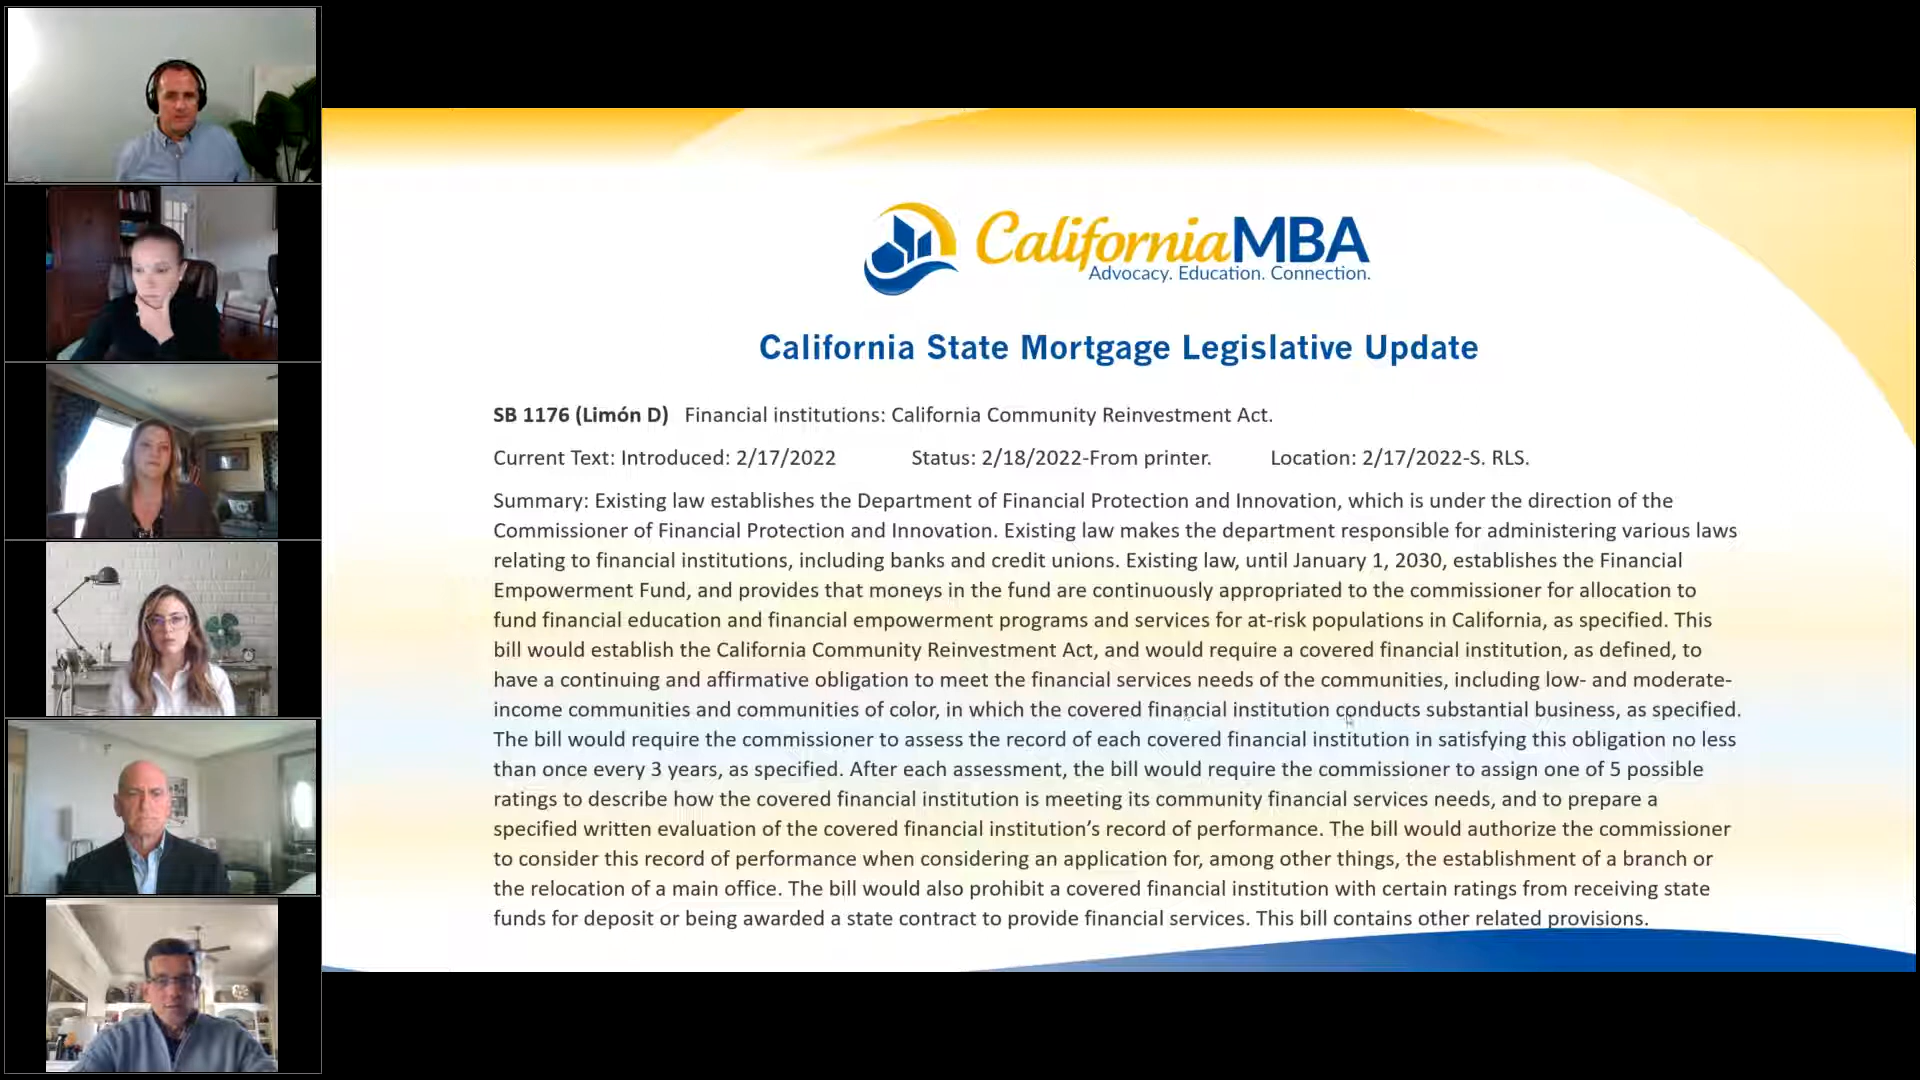 CaliforniaMBA
Advocacy. Education. Connection.
California State Mortgage Legislative Update
SB 1176 (Limón D) Financial institutions: California Community Reinvestment Act.
Current Text: Introduced: 2/17/2022 Status: 2/18/2022-From printer. Location: 2/17/2022-S. RLS.
Summary: Existing law establishes the Department of Financial Protection and Innovation, which is under the direction of the
Commissioner of Financial Protection and Innovation. Existing law makes the department responsible for administering various laws
relating to financial institutions, including banks and credit unions. Existing law, until January 1, 2030, establishes the Financial
Empowerment Fund, and provides that moneys in the fund are continuously appropriated to the commissioner for allocation to
fund financial education and financial empowerment programs and services for at-risk populations in California, as specified. This
bill would establish the California Community Reinvestment Act, and would require a covered financial institution, as defined, to
have a continuing and affirmative obligation to meet the financial services needs of the communities, including low- and moderate-
income communities and communities of color, in which the covered financial institution conducts substantial business, as specified.
The bill would require the commissioner to assess the record of each covered financial institution in satisfying this obligation no less
than once every 3 years, as specified. After each assessment, the bill would require the commissioner to assign one of 5 possible
ratings to describe how the covered financial institution is meeting its community financial services needs, and to prepare a
specified written evaluation of the covered financial institution's record of performance. The bill would authorize the commissioner
to consider this record of performance when considering an application for, among other things, the establishment of a branch or
the relocation of a main office. The bill would also prohibit a covered financial institution with certain ratings from receiving state
funds for deposit or being awarded a state contract to provide financial services. This bill contains other related provisions.